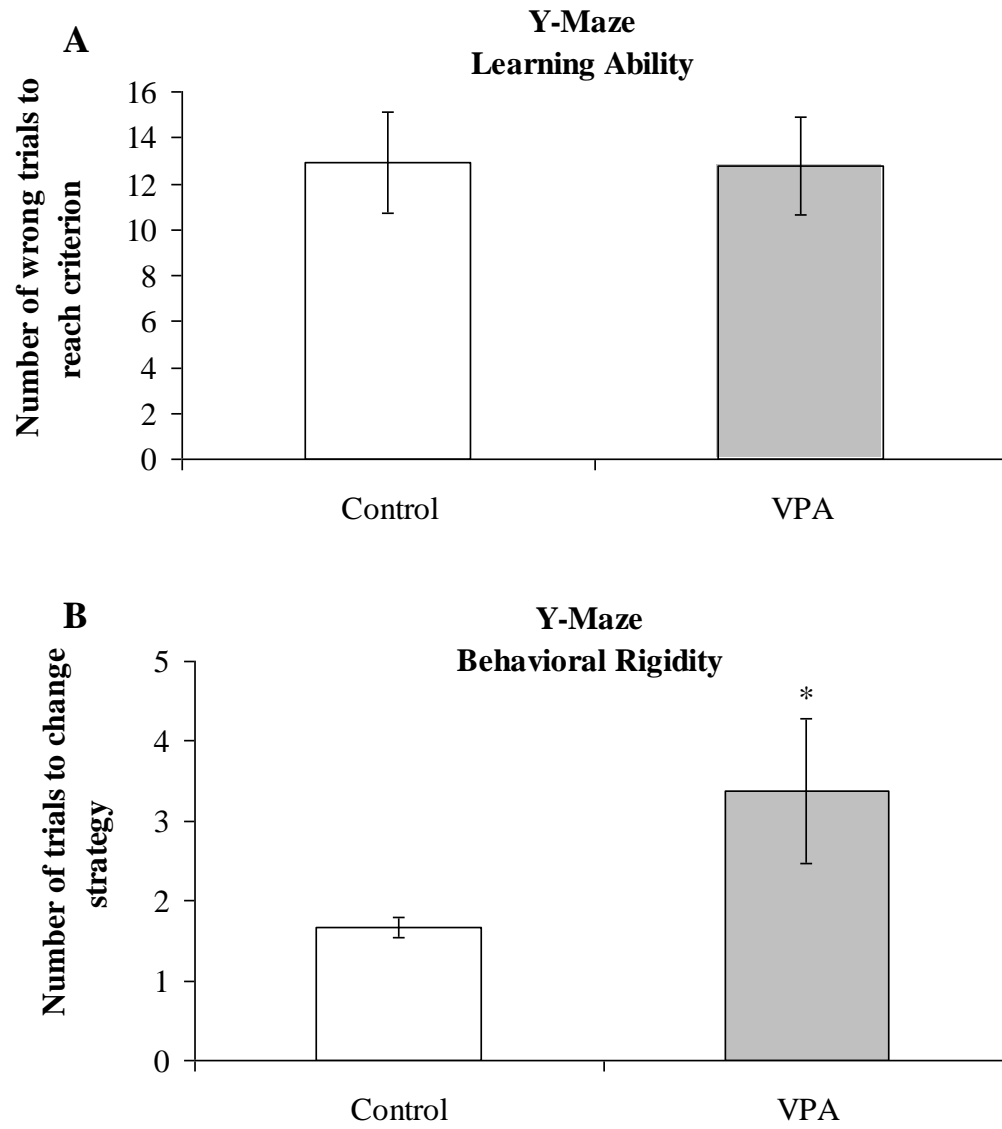 A
Y-Maze
Learning Ability
Number of wrong trials to
reach criterion
16
14
12
10
8
6
4
2
0
Control VPA
B
Y-Maze
Behavioral Rigidity
Number of trials to change
strategy
5
4
3
2
1
0
*
Control VPA